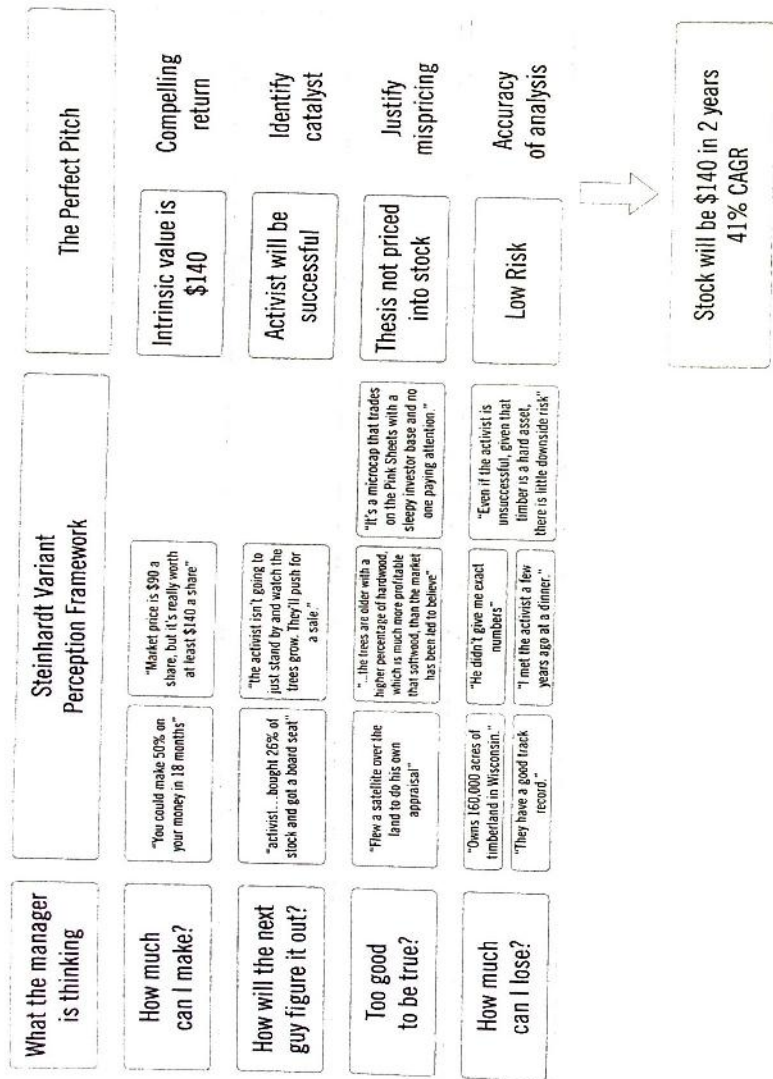 What the manager
is thinking
Steinhardt Variant
Perception Framework
The Perfect Pitch
How much
can I make?
"You could make 50% on
your money in 18 months"
"Market price is $90 a
share, but it's really worth
at least $140 a share"
Intrinsic value is
$140
Compelling
return
How will the next
guy figure it out?
"activist...bought 26% of
stock and got a board seat"
"the activist isn't going to
just stand by and watch the
trees grow. They'll push for
a sale."
Activist will be
successful
Identify
catalyst
Too good
to be true?
"Flew a satellite over the
land to do his own
appraisal"
"...the trees are older with a
higher percentage of hardwood,
which is much more profitable
that softwood, than the market
has been led to believe"
"It's a microcap that trades
on the Pink Sheets with a
sleepy investor base and no
one paying attention."
Thesis not priced
into stock
Justify
mispricing
How much
can I lose?
"Owns 160,000 acres of
timberland in Wisconsin."
"They have a good track
record."
"He didn't give me exact
numbers"
"I met the activist a few
years ago at a dinner."
"Even if the activist is
unsuccessful, given that
timber is a hard asset,
there is little downside risk"
Low Risk
Accuracy
of analysis
Stock will be $140 in 2 years
41% CAGR